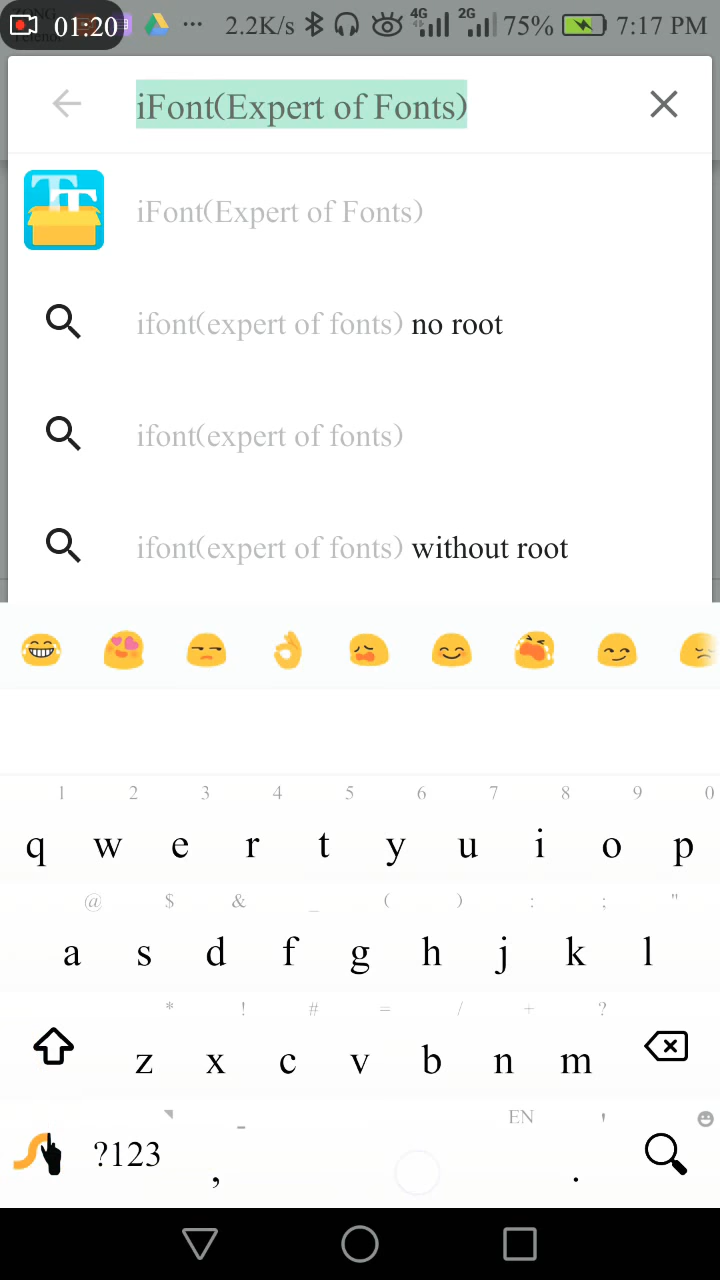 ZONG
Telenor
01:20
2.2K/s 4G 2G 75% 7:17 PM
iFont(Expert of Fonts)
iFont(Expert of Fonts)
ifont(expert of fonts) no root
ifont(expert of fonts)
ifont(expert of fonts) without root
1 2 3 4 5 6 7 8 9 0
q w e r t y u i o p
@ $ & _ ( ) : ; "
a s d f g h j k l
* ! # = / + ?
z x c v b n m
- EN '
?123 , .